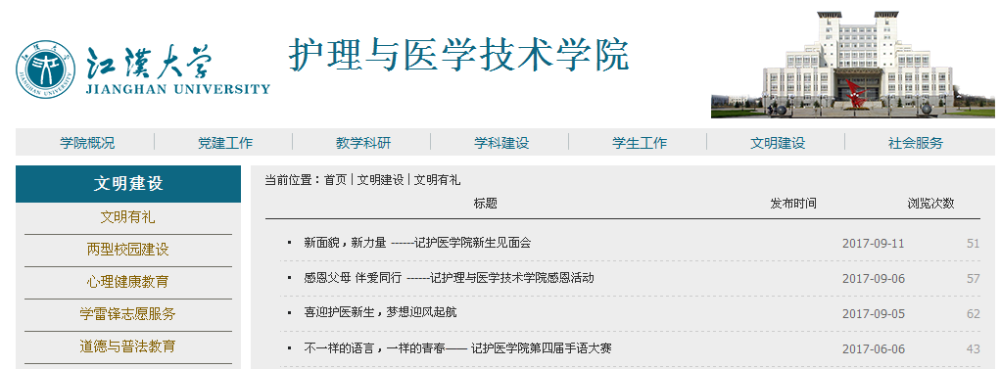 江汉大学
JIANGHAN UNIVERSITY
护理与医学技术学院
学院概况 党建工作 教学科研 学科建设 学生工作 文明建设 社会服务
文明建设
文明有礼
两型校园建设
心理健康教育
学雷锋志愿服务
道德与普法教育
当前位置：首页 | 文明建设 | 文明有礼
标题 发布时间 浏览次数
新面貌，新力量 ------记护医学院新生见面会 2017-09-11 51
感恩父母 伴爱同行 ------记护理与医学技术学院感恩活动 2017-09-06 57
喜迎护医新生，梦想迎风起航 2017-09-05 62
不一样的语言，一样的青春—— 记护医学院第四届手语大赛 2017-06-06 43